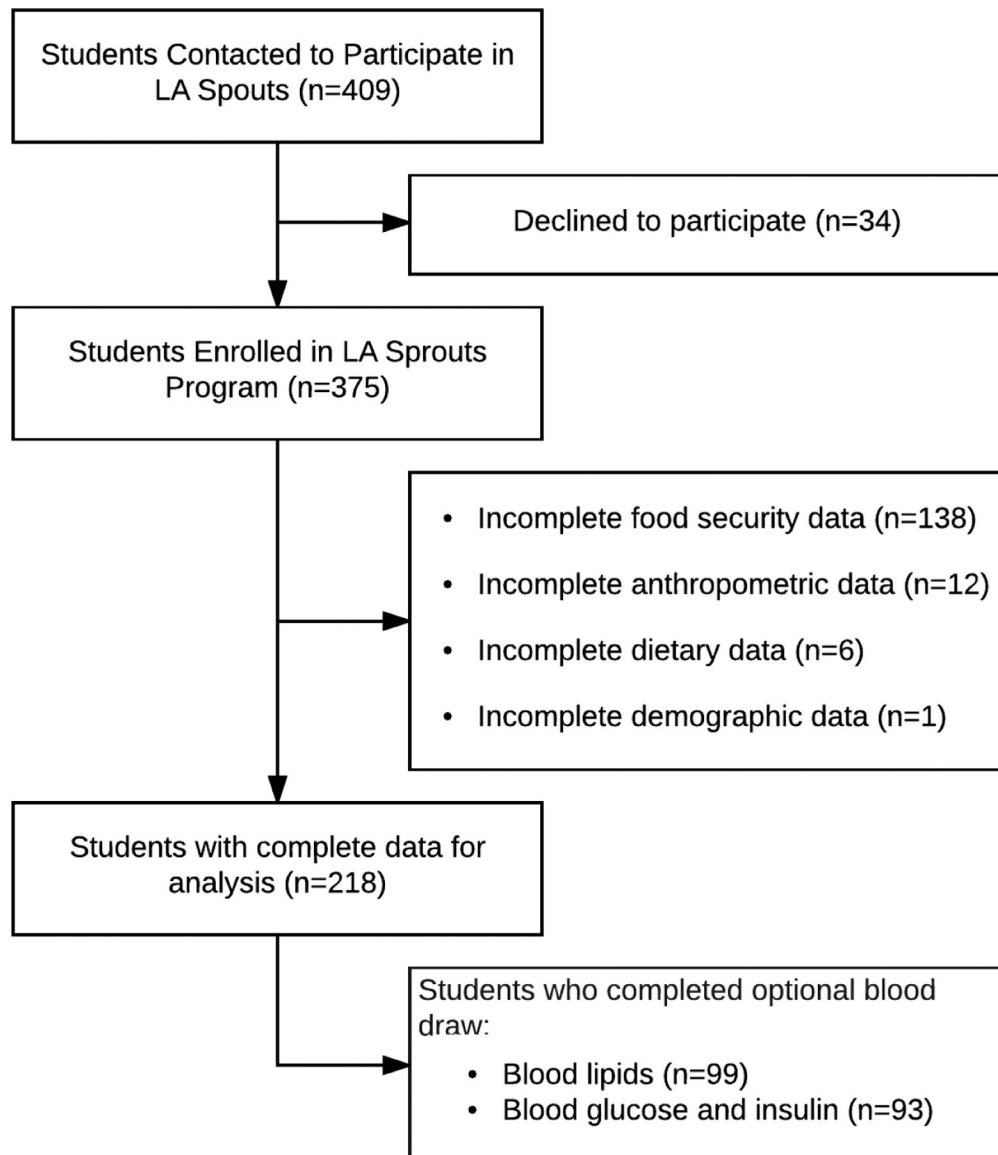 Students Contacted to Participate in
LA Spouts (n=409)
Declined to participate (n=34)
Students Enrolled in LA Sprouts
Program (n=375)
• Incomplete food security data (n=138)
• Incomplete anthropometric data (n=12)
• Incomplete dietary data (n=6)
• Incomplete demographic data (n=1)
Students with complete data for
analysis (n=218)
Students who completed optional blood
draw:
• Blood lipids (n=99)
• Blood glucose and insulin (n=93)